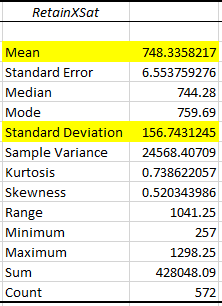 RetainXSat
Mean 748.3358217
Standard Error 6.553759276
Median 744.28
Mode 759.69
Standard Deviation 156.7431245
Sample Variance 24568.40709
Kurtosis 0.738622057
Skewness 0.520343986
Range 1041.25
Minimum 257
Maximum 1298.25
Sum 428048.09
Count 572